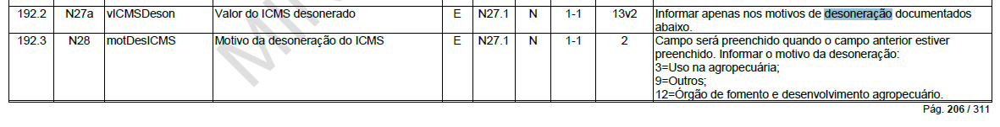 192.2 N27a vICMSDeson Valor do ICMS desonerado E N27.1 N 1-1 13v2 Informar apenas nos motivos de desoneração documentados
abaixo.
192.3 N28 motDesICMS Motivo da desoneração do ICMS E N27.1 N 1-1 2 Campo será preenchido quando o campo anterior estiver
preenchido. Informar o motivo da desoneração:
3=Uso na agropecuária;
9=Outros;
12=Órgão de fomento e desenvolvimento agropecuário.
Pág. 206 / 311